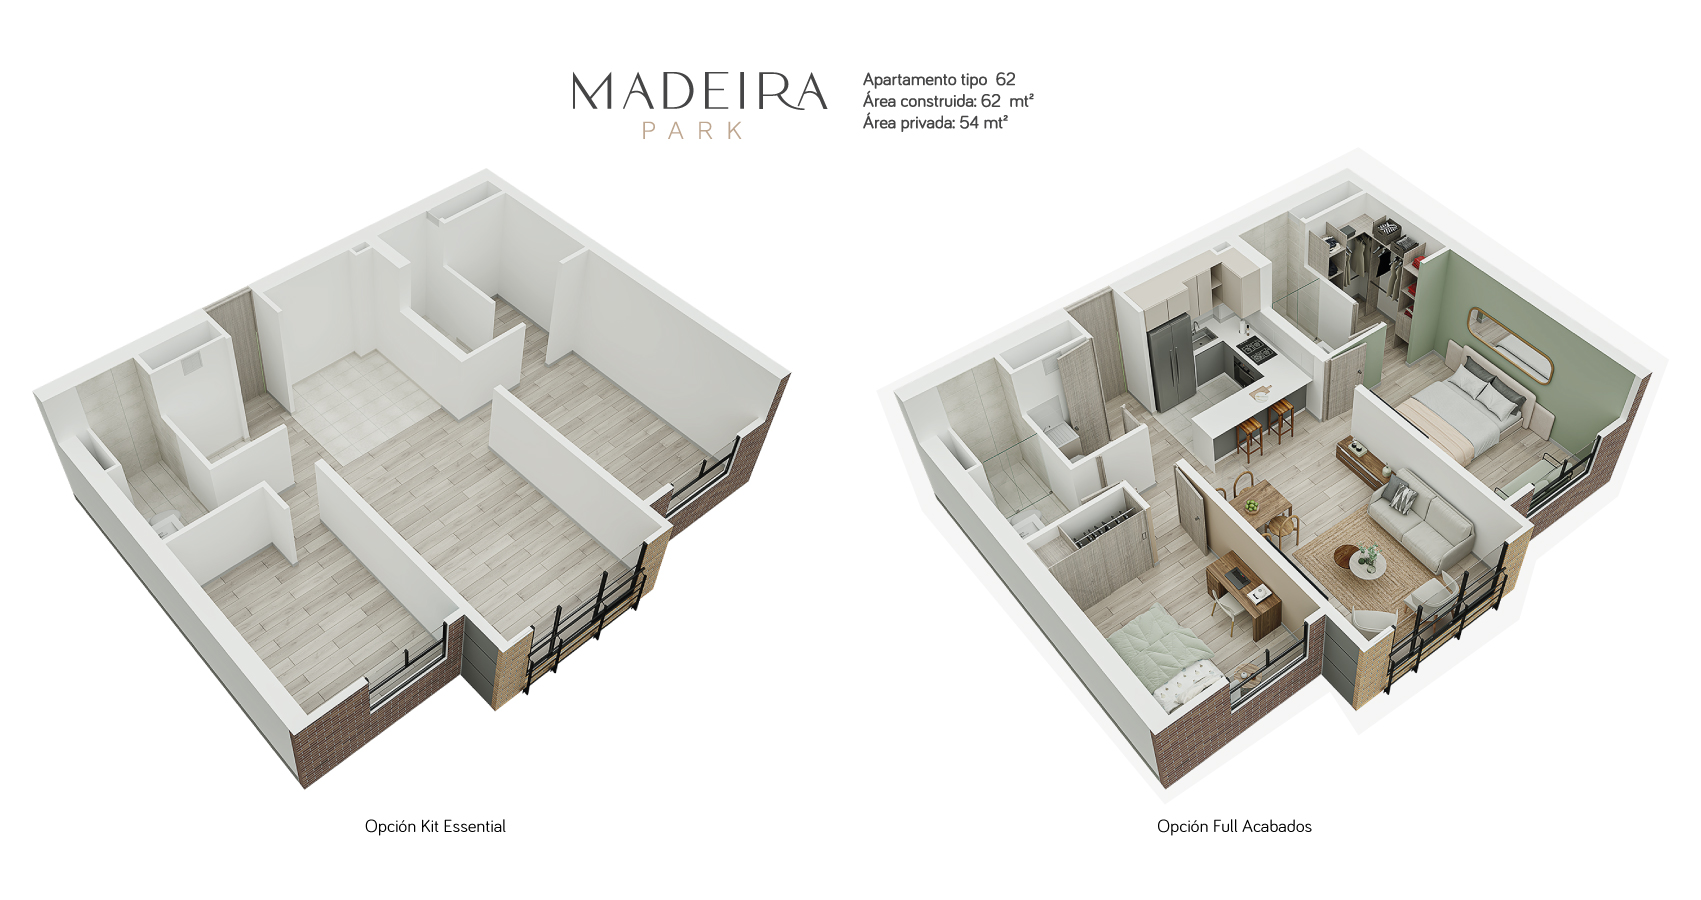 MADEIRA
PARK
Apartamento tipo 62
Área construida: 62 mt²
Área privada: 54 mt²
Opción Kit Essential
Opción Full Acabados